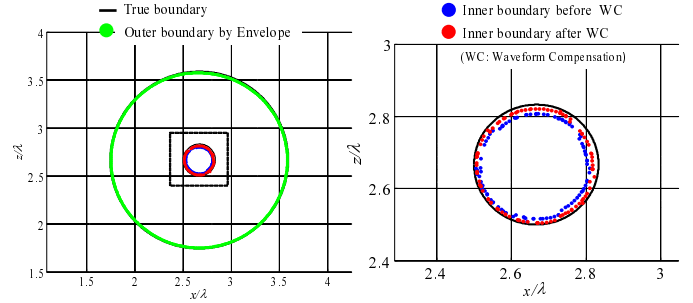 True boundary
Outer boundary by Envelope
4
3.5
3
2.5
2
1.5
z/λ
1.5 2 2.5 3 3.5 4
x/λ
Inner boundary before WC
Inner boundary after WC
(WC: Waveform Compensation)
3
2.8
2.6
2.4
z/λ
2.4 2.6 2.8 3
x/λ